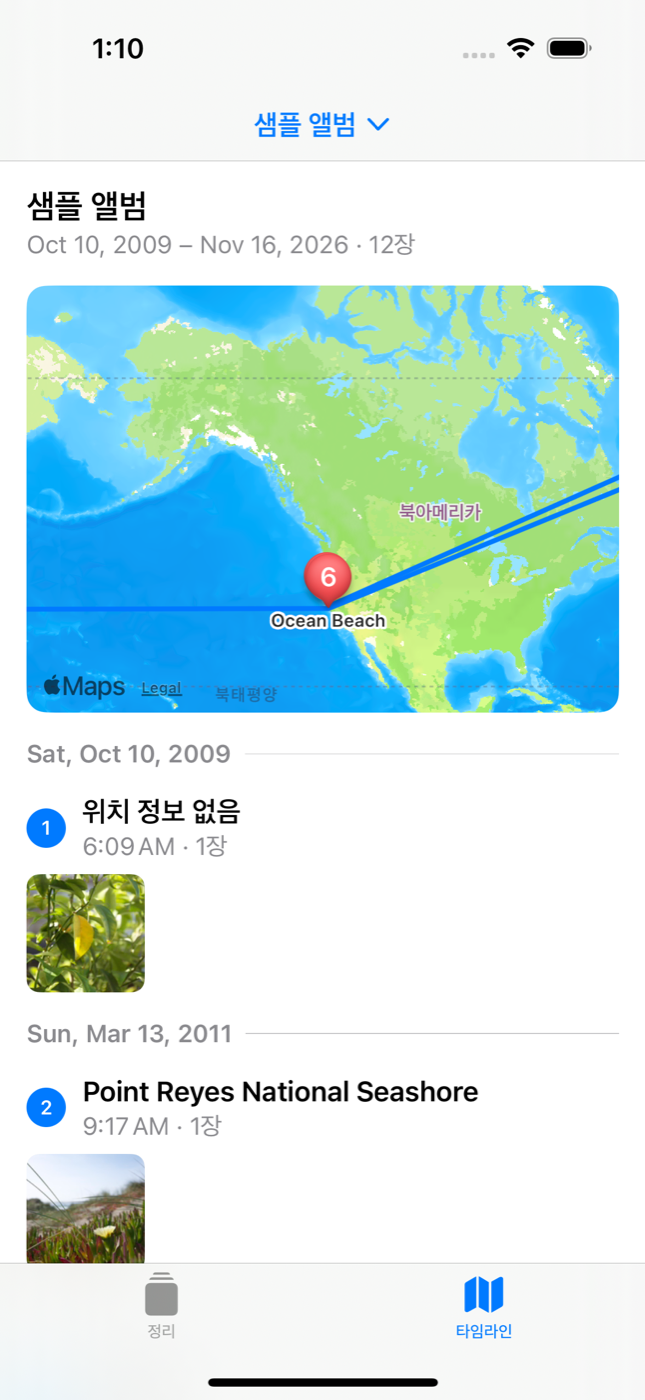 1:10
샘플 앨범
샘플 앨범
Oct 10, 2009 – Nov 16, 2026 · 12장
북아메리카
6
Ocean Beach
Maps Legal 북태평양
Sat, Oct 10, 2009
1 위치 정보 없음
6:09 AM · 1장
Sun, Mar 13, 2011
2 Point Reyes National Seashore
9:17 AM · 1장
정리 타임라인